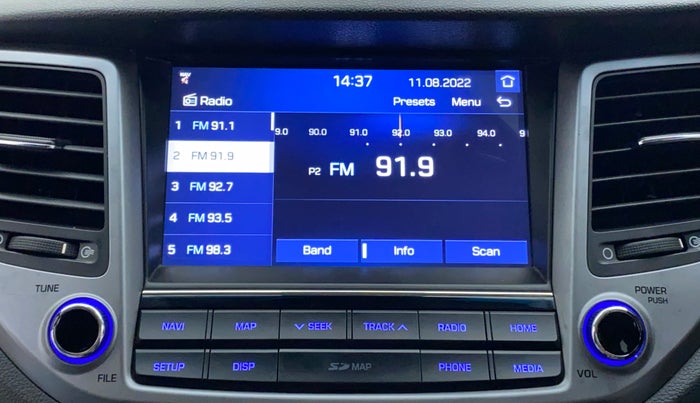 NAV
14:37 11.08.2022
Radio Presets Menu
1 FM 91.1
9.0 90.0 91.0 92.0 93.0 94.0 9
2 FM 91.9
P2 FM 91.9
3 FM 92.7
4 FM 93.5
5 FM 98.3
Band Info Scan
TUNE
FILE
POWER
PUSH
VOL
NAVI MAP SEEK TRACK RADIO HOME
SETUP DISP SD MAP PHONE MEDIA